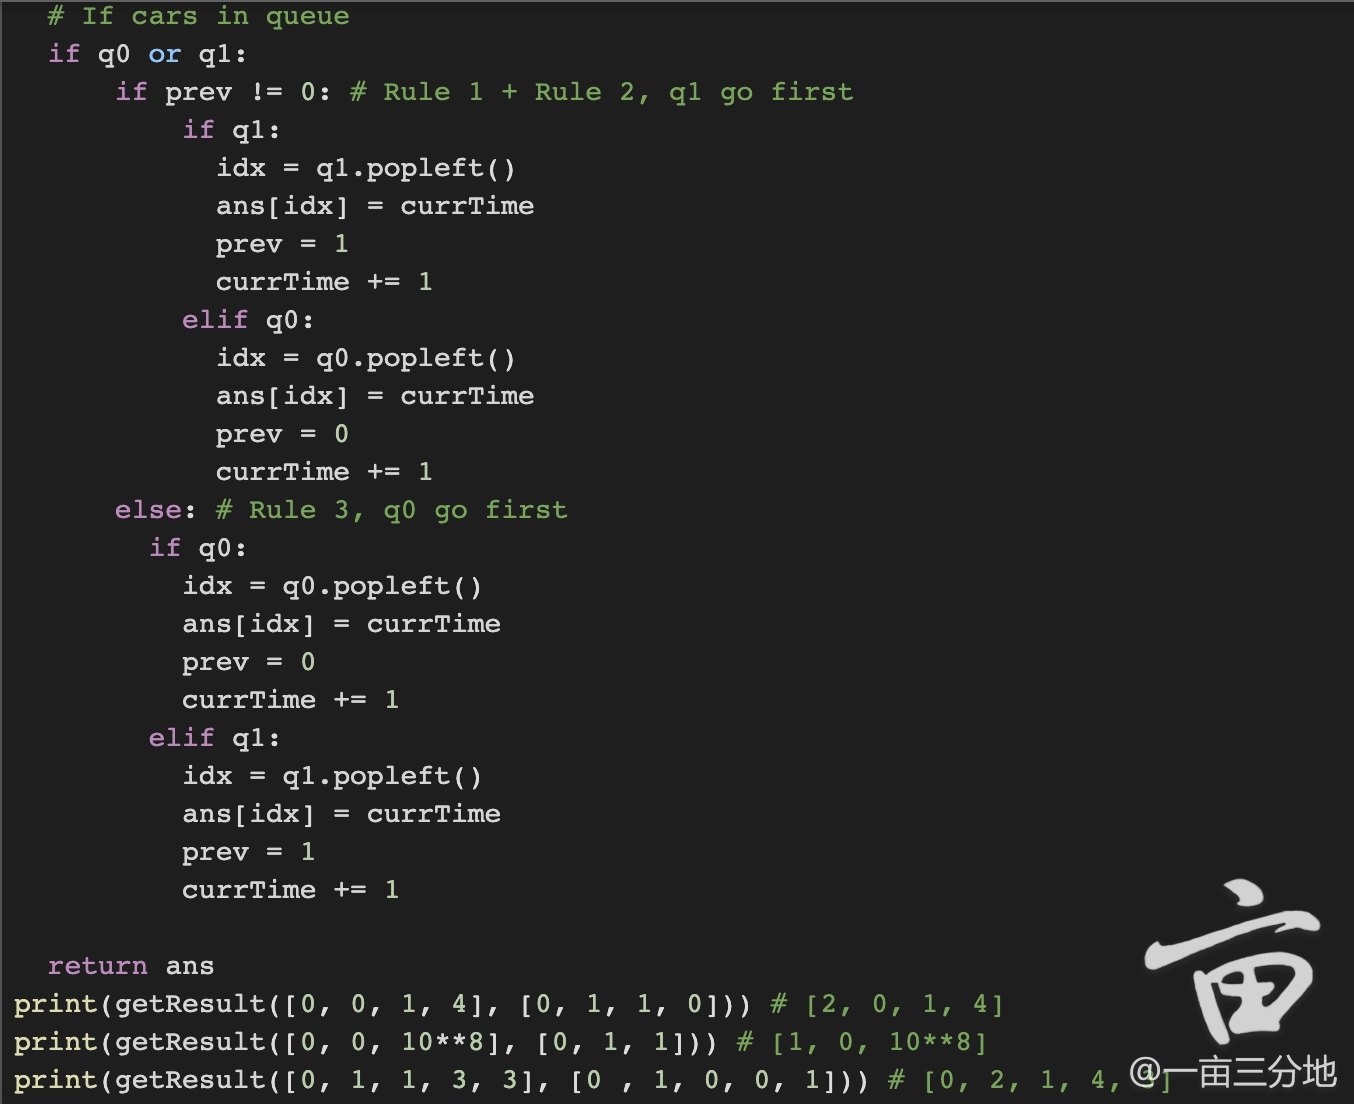 # If cars in queue
if q0 or q1:
if prev != 0: # Rule 1 + Rule 2, q1 go first
if q1:
idx = q1.popleft()
ans[idx] = currTime
prev = 1
currTime += 1
elif q0:
idx = q0.popleft()
ans[idx] = currTime
prev = 0
currTime += 1
else: # Rule 3, q0 go first
if q0:
idx = q0.popleft()
ans[idx] = currTime
prev = 0
currTime += 1
elif q1:
idx = q1.popleft()
ans[idx] = currTime
prev = 1
currTime += 1
return ans
print(getResult([0, 0, 1, 4], [0, 1, 1, 0])) # [2, 0, 1, 4]
print(getResult([0, 0, 10**8], [0, 1, 1])) # [1, 0, 10**8]
print(getResult([0, 1, 1, 3, 3], [0 , 1, 0, 0, 1])) # [0, 2, 1, 4, ]
亩
@一亩三分地